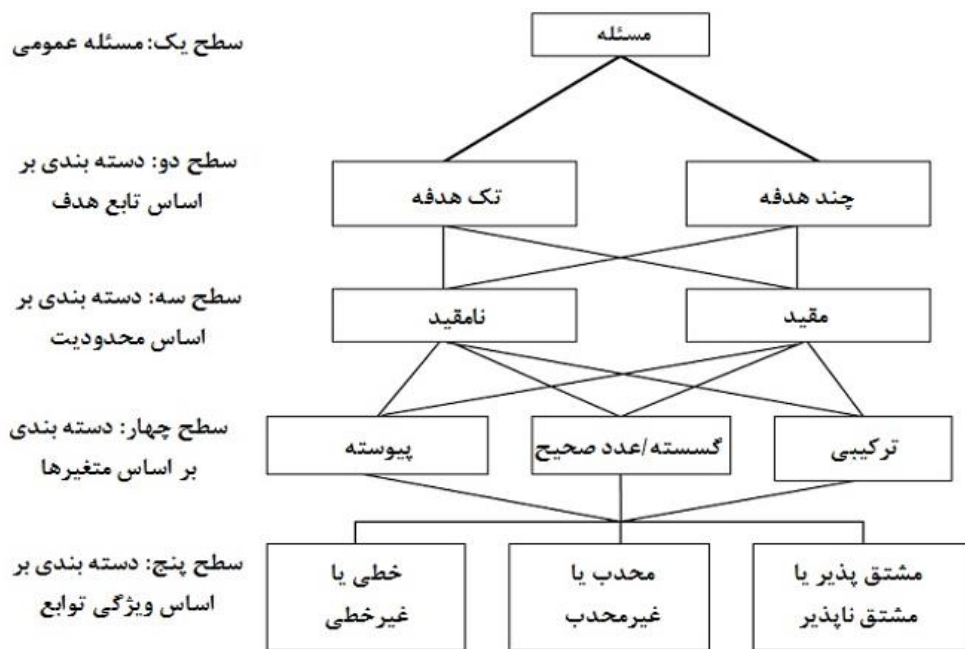 سطح یک: مسئله عمومی
مسئله
سطح دو: دسته بندی بر
اساس تابع هدف
چند هدفه
تک هدفه
سطح سه: دسته بندی بر
اساس محدودیت
مقید
نامقید
سطح چهار: دسته بندی
بر اساس متغیرها
ترکیبی
گسسته/عدد صحیح
پیوسته
سطح پنج: دسته بندی بر
اساس ویژگی توابع
مشتق پذیر یا
مشتق ناپذیر
محدب یا
غیرمحدب
خطی یا
غیرخطی